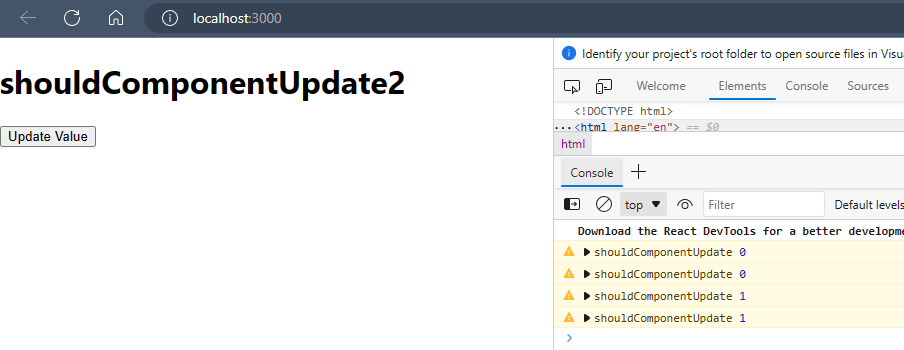 localhost:3000
shouldComponentUpdate2
Update Value
Identify your project's root folder to open source files in Visua
Welcome Elements Console Sources
<!DOCTYPE html>
...<html lang="en"> == $0
html
Console
top Filter Default levels
Download the React DevTools for a better developme
shouldComponentUpdate 0
shouldComponentUpdate 0
shouldComponentUpdate 1
shouldComponentUpdate 1